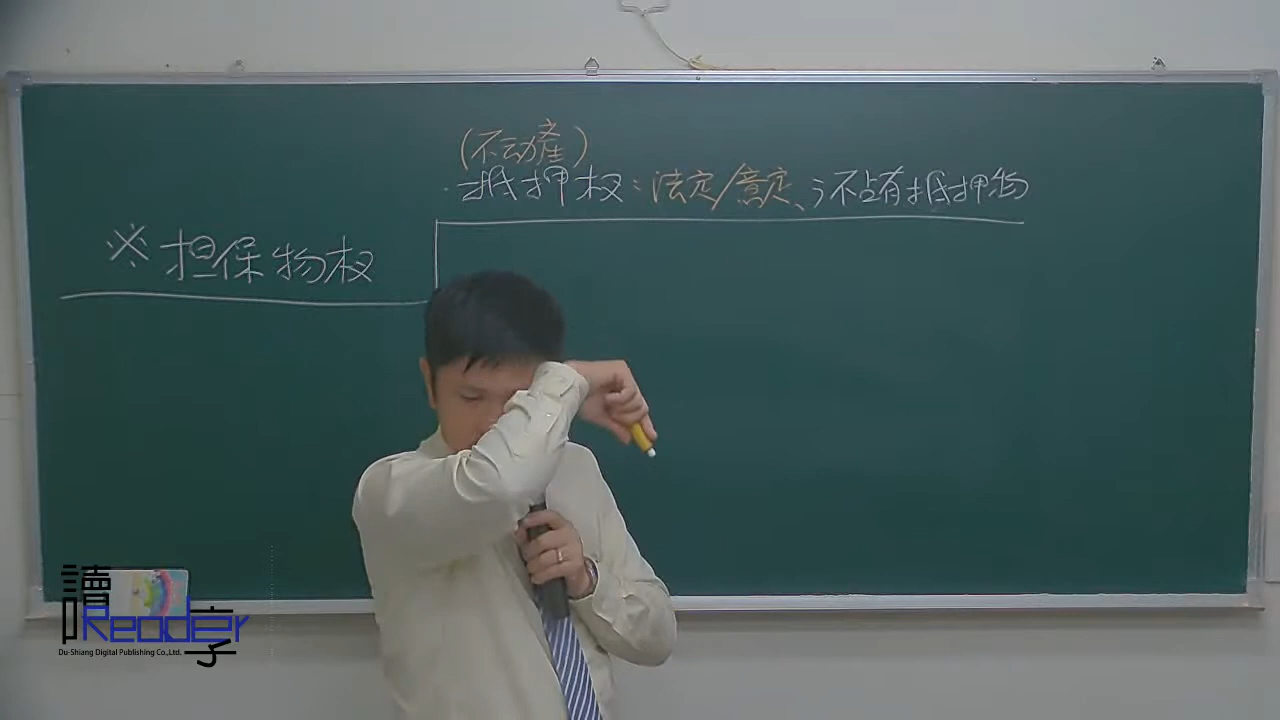 (不动產)
抵押权：法定/意定、；不占有抵押物
※担保物权
讀享
Reader
Du-Shiang Digital Publishing Co.,Ltd.